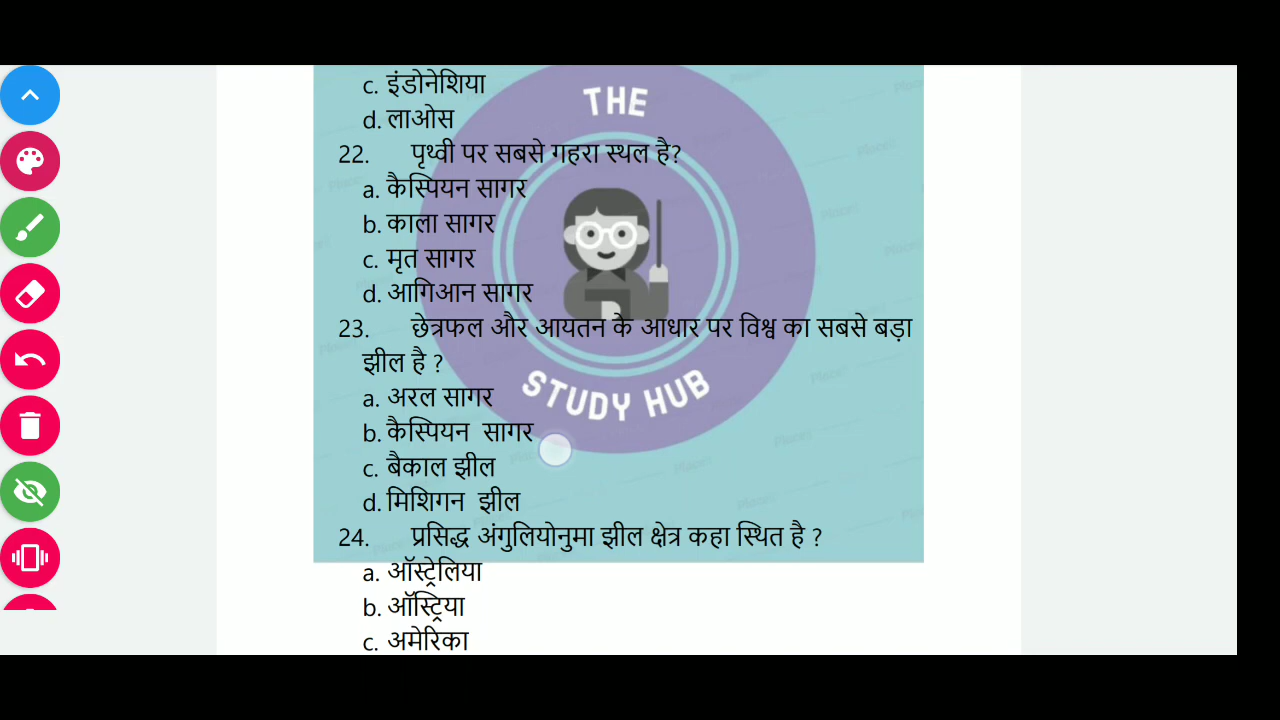 c. इंडोनेशिया
d. लाओस
THE
22. पृथ्वी पर सबसे गहरा स्थल है?
a. कैस्पियन सागर
b. काला सागर
c. मृत सागर
d. आगिआन सागर
23. छेत्रफल और आयतन के आधार पर विश्व का सबसे बड़ा
झील है ?
a. अरल सागर
STUDY HUB
b. कैस्पियन सागर
c. बैकाल झील
d. मिशिगन झील
24. प्रसिद्ध अंगुलियोनुमा झील क्षेत्र कहा स्थित है ?
a. ऑस्ट्रेलिया
b. ऑस्ट्रिया
c. अमेरिका